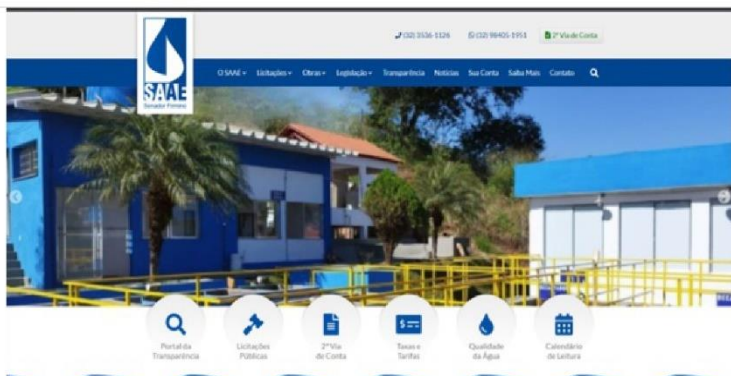 (32) 3536-1126
(32) 98405-1951
2ª Via de Conta
O SAAE
Licitações
Obras
Legislação
Transparência
Notícias
Sua Conta
Saiba Mais
Contato
SAAE
Senador Firmino
Portal da
Transparência
Licitações
Públicas
2ª Via
de Conta
Taxas e
Tarifas
Qualidade
da Água
Calendário
de Leitura